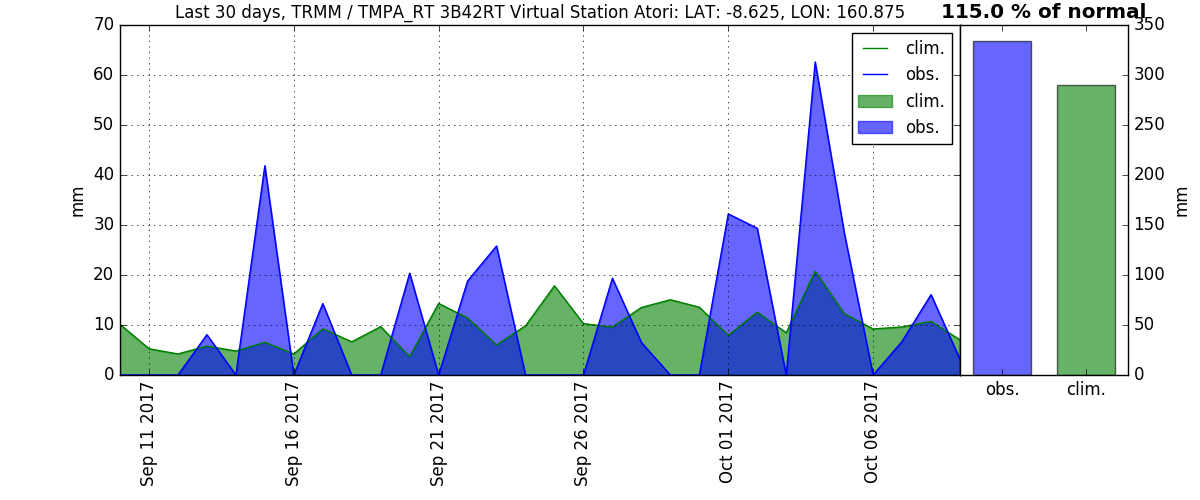 Last 30 days, TRMM / TMPA_RT 3B42RT Virtual Station Atori: LAT: -8.625, LON: 160.875
115.0 % of normal
70
60
50
40
30
20
10
0
mm
clim.
obs.
clim.
obs.
350
300
250
200
150
100
50
0
mm
Sep 11 2017
Sep 16 2017
Sep 21 2017
Sep 26 2017
Oct 01 2017
Oct 06 2017
obs.
clim.